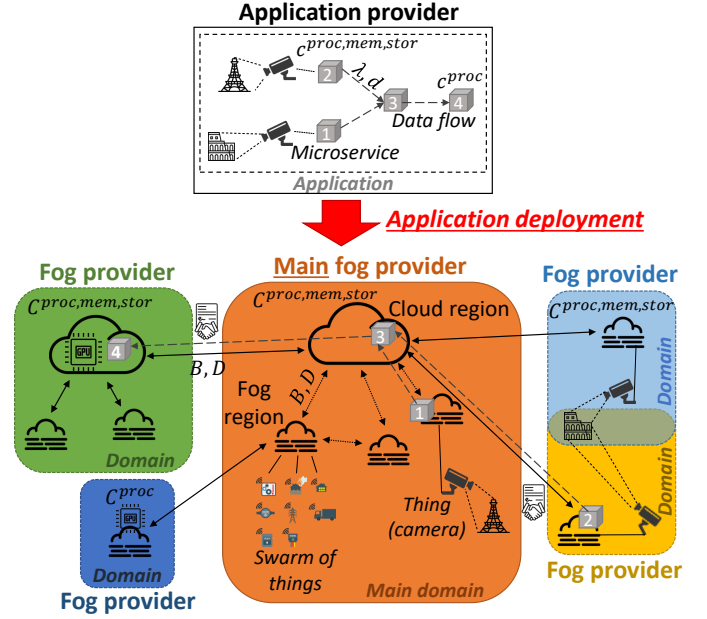 Application provider
c^{proc,mem,stor}
2
λ, d
c^{proc}
3
4
Data flow
1
Microservice
Application
Application deployment
Fog provider
Main fog provider
Fog provider
C^{proc,mem,stor}
C^{proc,mem,stor}
C^{proc,mem,stor}
Cloud region
GPU
4
3
B, D
B, D
Fog
region
1
Domain
Domain
Domain
C^{proc}
GPU
Domain
Fog provider
Swarm of
things
Thing
(camera)
Main domain
2
Fog provider